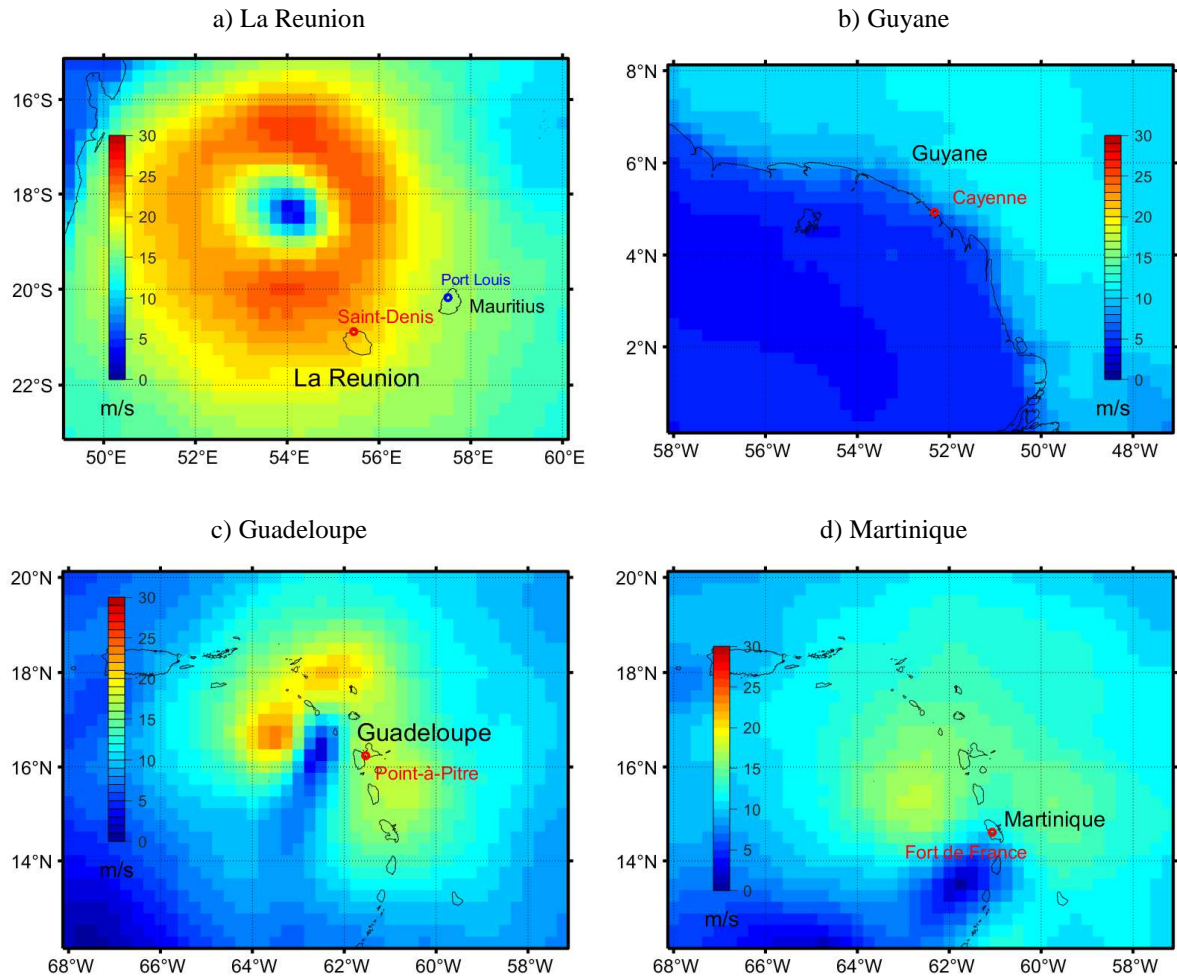 a) La Reunion
b) Guyane
16°S
18°S
20°S
22°S
30
25
20
15
10
5
0
m/s
Port Louis
Mauritius
Saint-Denis
La Reunion
50°E 52°E 54°E 56°E 58°E 60°E
8°N
6°N
4°N
2°N
Guyane
Cayenne
30
25
20
15
10
5
0
m/s
58°W 56°W 54°W 52°W 50°W 48°W
c) Guadeloupe
d) Martinique
20°N
18°N
16°N
14°N
30
25
20
15
10
5
0
m/s
Guadeloupe
Point-à-Pitre
68°W 66°W 64°W 62°W 60°W 58°W
20°N
18°N
16°N
14°N
30
25
20
15
10
5
0
m/s
Martinique
Fort de France
68°W 66°W 64°W 62°W 60°W 58°W